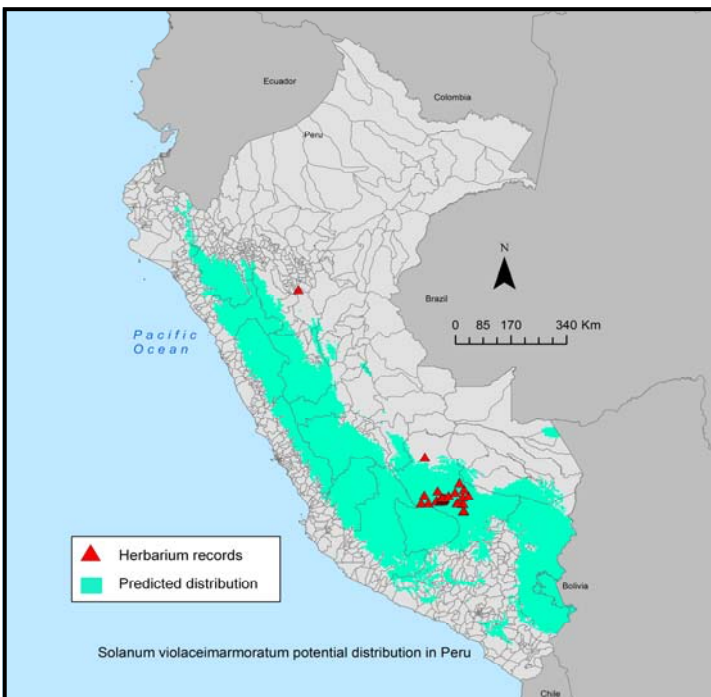 Ecuador
Colombia
Peru
N
Brazil
0 85 170 340 Km
Pacific
Ocean
Herbarium records
Predicted distribution
Bolivia
Solanum violaceimarmoratum potential distribution in Peru
Chile